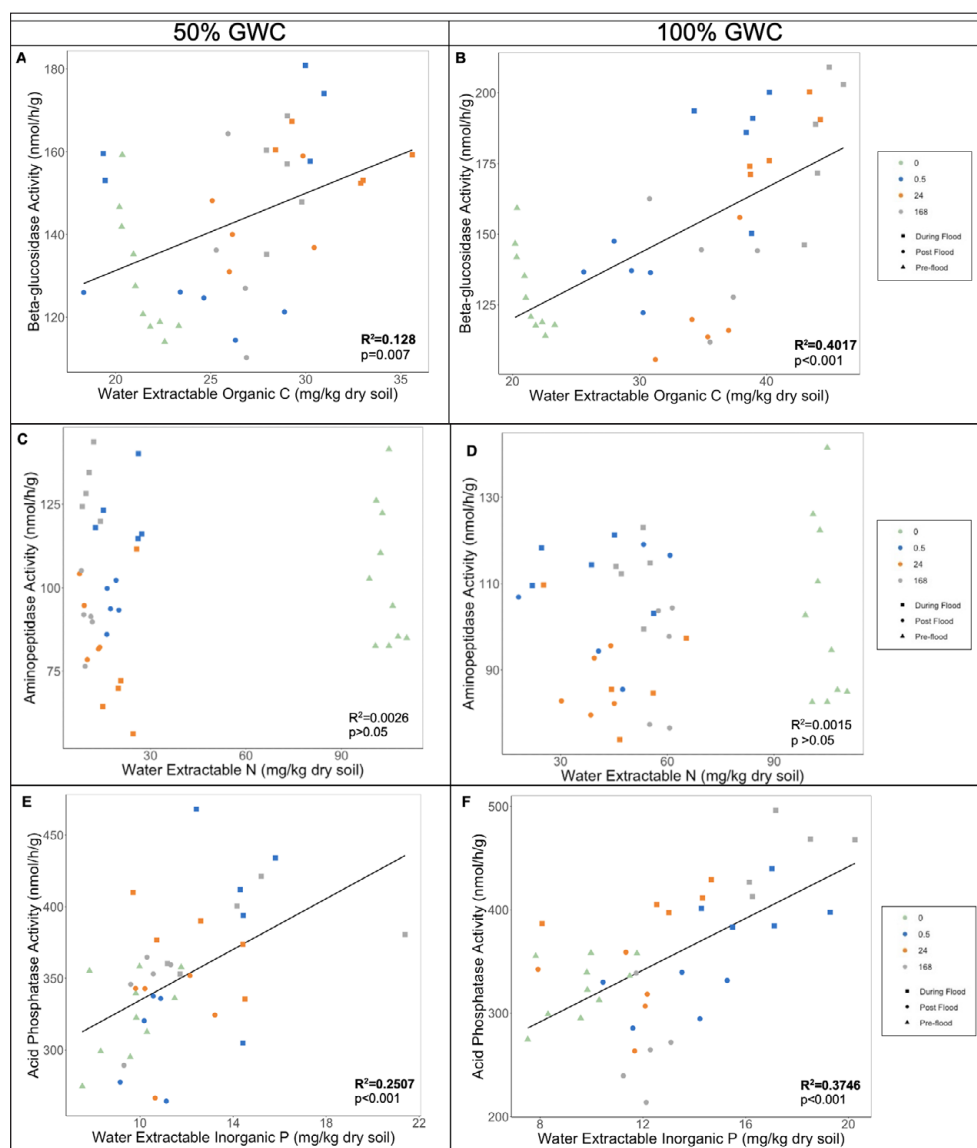 50% GWC
100% GWC
A
180
160
140
120
Beta-glucosidase Activity (nmol/h/g)
20
25
30
35
Water Extractable Organic C (mg/kg dry soil)
R²=0.128
p=0.007
B
200
175
150
125
Beta-glucosidase Activity (nmol/h/g)
20
30
40
Water Extractable Organic C (mg/kg dry soil)
R²=0.4017
p<0.001
0
0.5
24
168
During Flood
Post Flood
Pre-flood
C
125
100
75
Aminopeptidase Activity (nmol/h/g)
30
90
Water Extractable N (mg/kg dry soil)
R²=0.0026
p>0.05
D
130
110
90
Aminopeptidase Activity (nmol/h/g)
30
60
90
Water Extractable N (mg/kg dry soil)
R²=0.0015
p >0.05
0
0.5
24
168
During Flood
Post Flood
Pre-flood
E
450
400
350
300
Acid Phosphatase Activity (nmol/h/g)
10
14
18
22
Water Extractable Inorganic P (mg/kg dry soil)
R²=0.2507
p<0.001
F
500
400
300
200
Acid Phosphatase Activity (nmol/h/g)
8
12
16
20
Water Extractable Inorganic P (mg/kg dry soil)
R²=0.3746
p<0.001
0
0.5
24
168
During Flood
Post Flood
Pre-flood